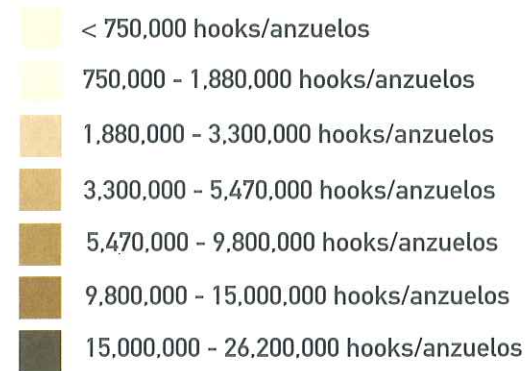 < 750,000 hooks/anzuelos
750,000 - 1,880,000 hooks/anzuelos
1,880,000 - 3,300,000 hooks/anzuelos
3,300,000 - 5,470,000 hooks/anzuelos
5,470,000 - 9,800,000 hooks/anzuelos
9,800,000 - 15,000,000 hooks/anzuelos
15,000,000 - 26,200,000 hooks/anzuelos